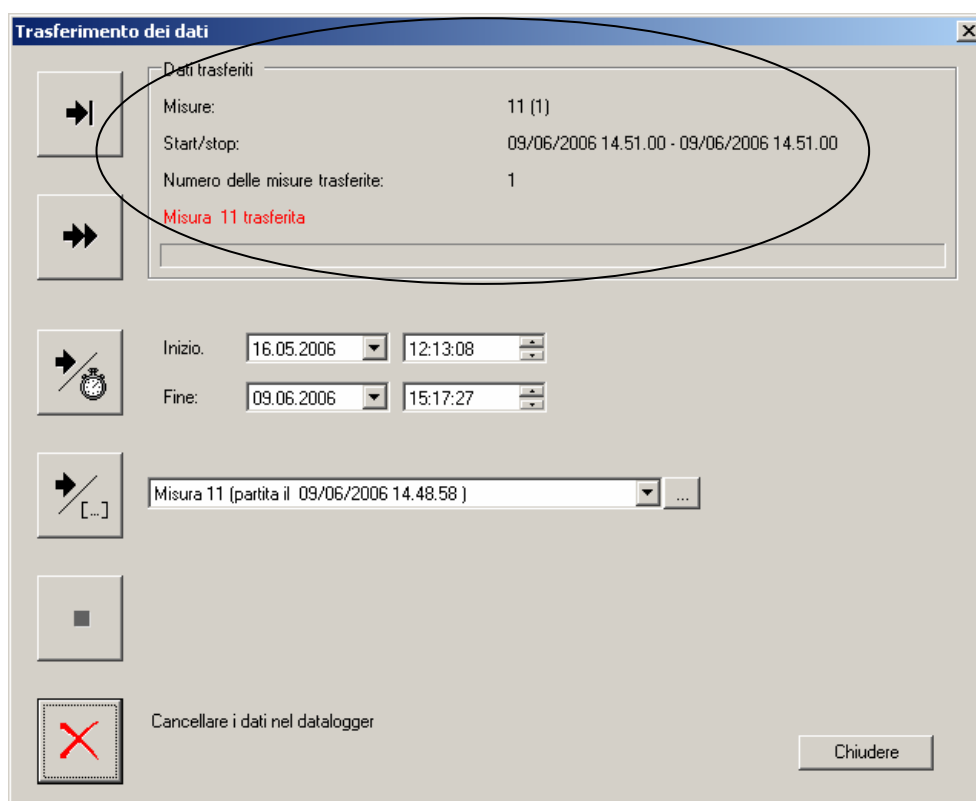 Trasferimento dei dati
Dati trasferiti
Misure: 11 (1)
Start/stop: 09/06/2006 14.51.00 - 09/06/2006 14.51.00
Numero delle misure trasferite: 1
Misura 11 trasferita
Inizio. 16.05.2006 12:13:08
Fine: 09.06.2006 15:17:27
[...]
Misura 11 (partita il 09/06/2006 14.48.58 ) ...
Cancellare i dati nel datalogger
Chiudere